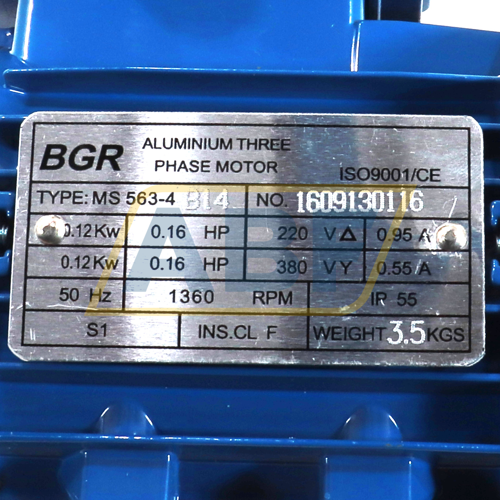 BGR
ALUMINIUM THREE
PHASE MOTOR
ISO9001/CE
TYPE: MS 563-4 B14 NO. 1609130116
0.12Kw 0.16 HP 220 V Δ 0.95 A
0.12Kw 0.16 HP 380 V Y 0.55 A
50 Hz 1360 RPM IP 55
S1 INS.CL F WEIGHT 3.5 KGS